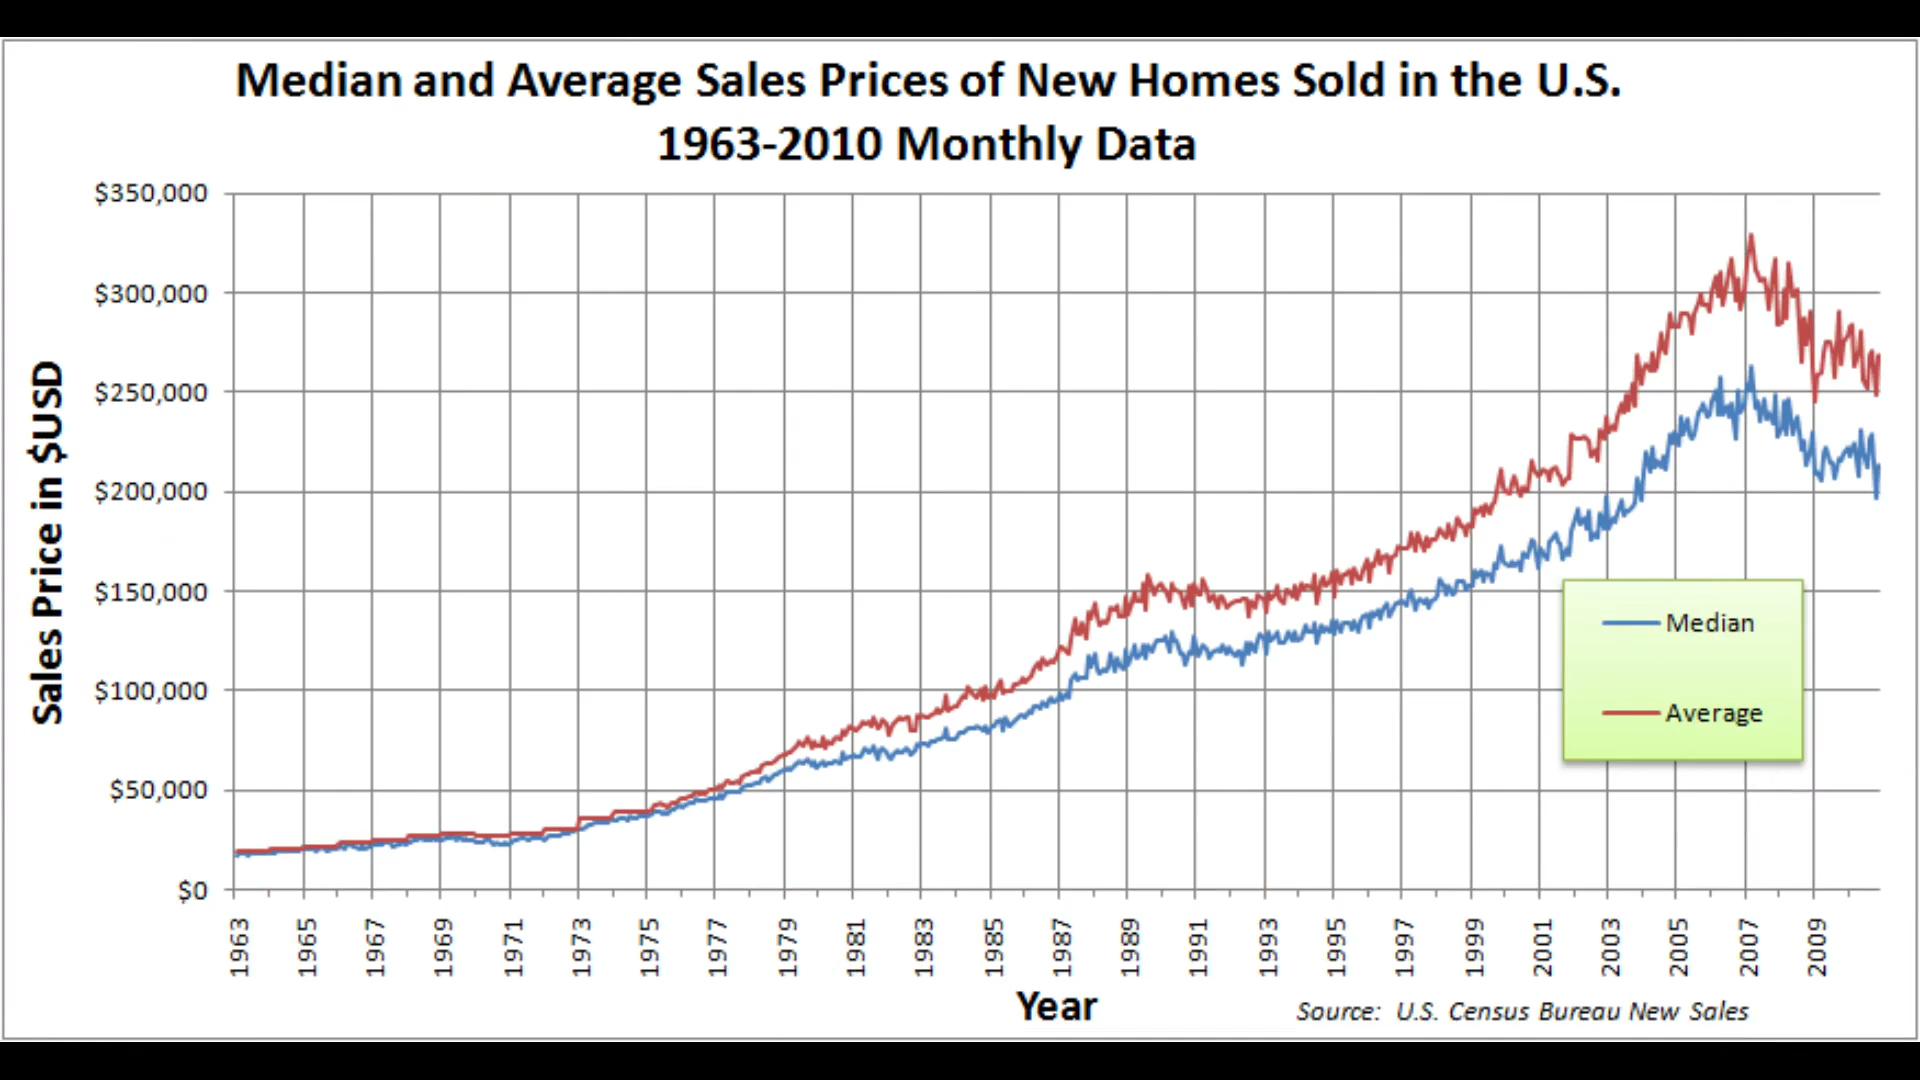 Median and Average Sales Prices of New Homes Sold in the U.S.
1963-2010 Monthly Data
Sales Price in $USD
$350,000
$300,000
$250,000
$200,000
$150,000
$100,000
$50,000
$0
Median
Average
1963 1965 1967 1969 1971 1973 1975 1977 1979 1981 1983 1985 1987 1989 1991 1993 1995 1997 1999 2001 2003 2005 2007 2009
Year
Source: U.S. Census Bureau New Sales